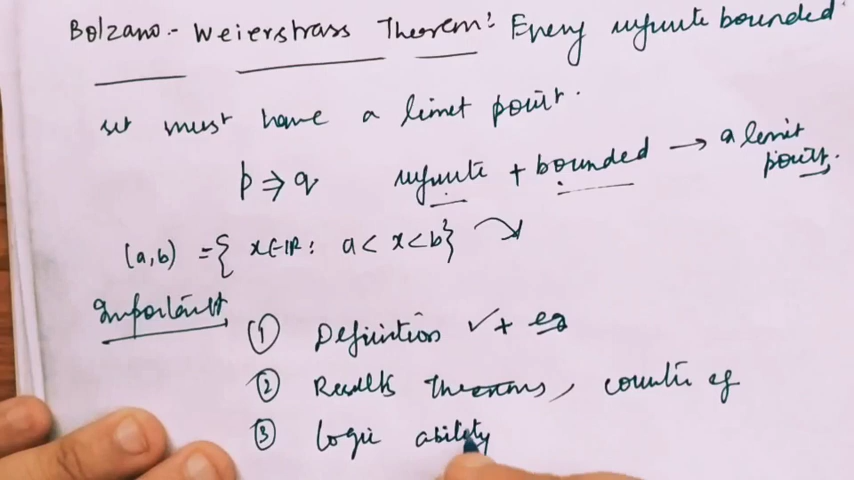 Bolzano - Weierstrass Theorem: Every infinite bounded
set must have a limit point.
p ⇒ q infinite + bounded → a limit point.
(a,b) = { x∈IR : a < x < b}
Important
① Definition ✓ + eg
② Results Theorems, counter eg
③ logic ability